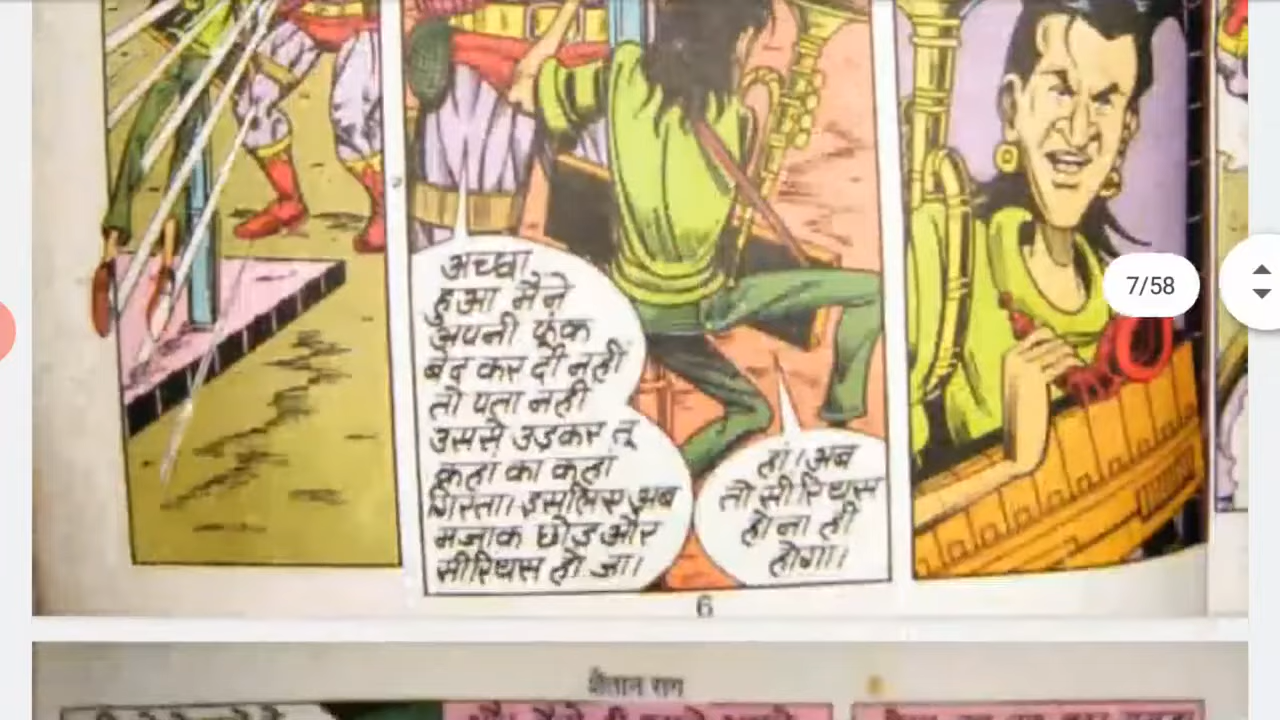 अच्छा
हुआ मैंने
अपनी फूंक
बंद कर दी नहीं
तो पता नहीं
उससे उड़कर तू
कहां का कहां
गिरता। इसलिए अब
मजाक छोड़ और
सीरियस हो जा।
हां। अब
तो सीरियस
होना ही
होगा।
7/58
6
शैतान राग